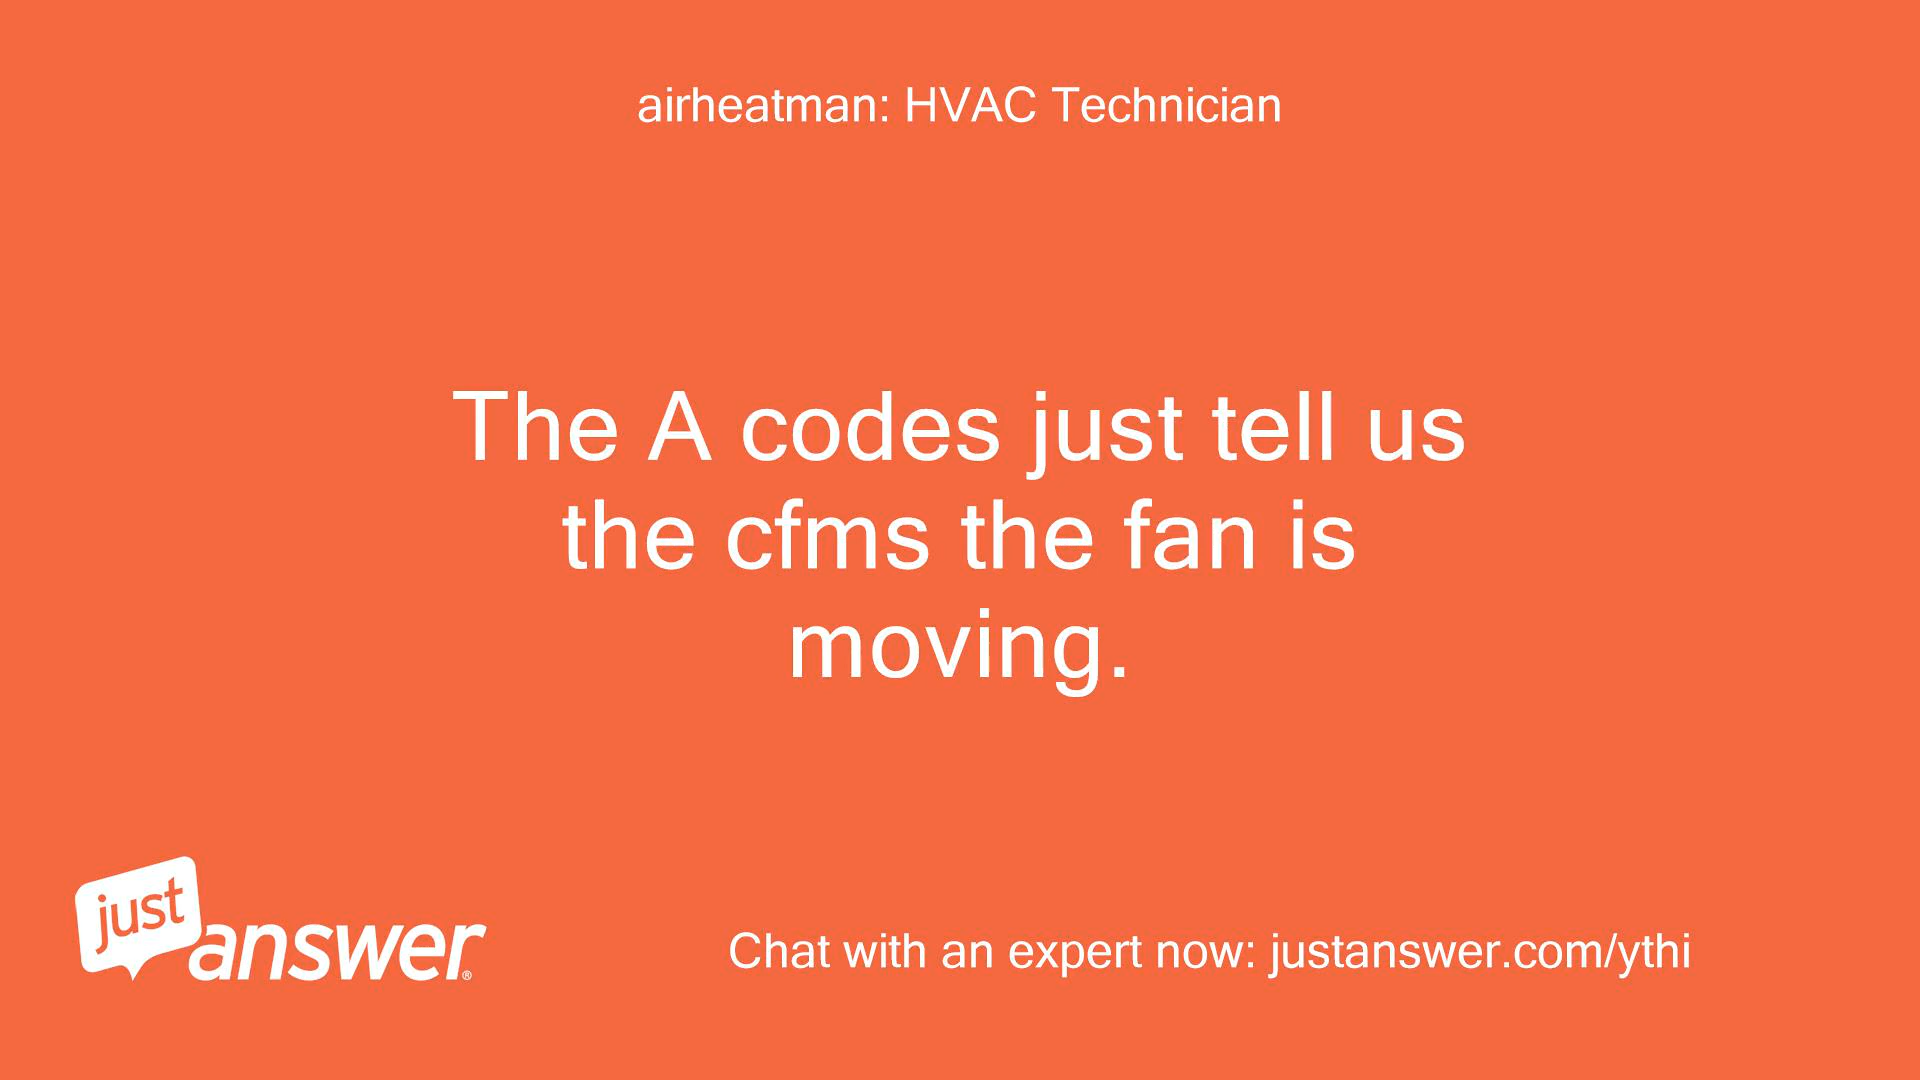 airheatman: HVAC Technician
The A codes just tell us
the cfms the fan is
moving.
just
answer®
Chat with an expert now: justanswer.com/ythi